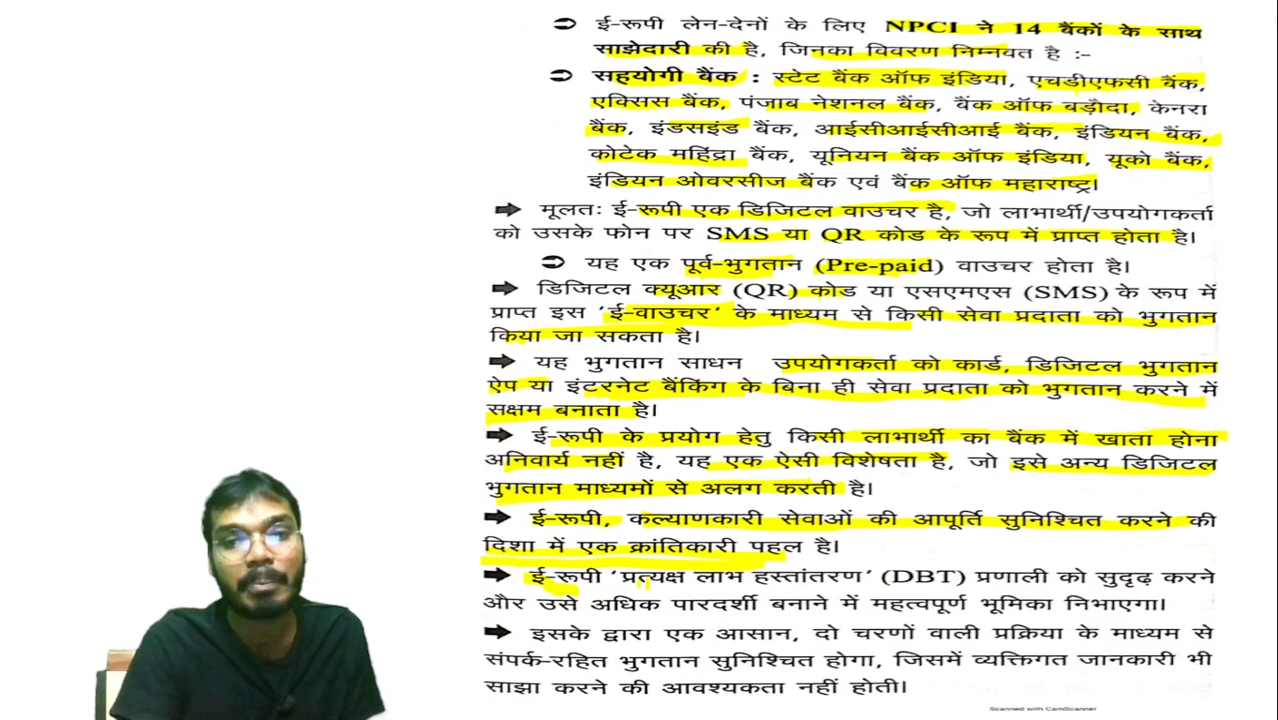 ➲ ई-रूपी लेन-देनों के लिए NPCI ने 14 बैंकों के साथ
साझेदारी की है, जिनका विवरण निम्नवत है :–
➲ सहयोगी बैंक : स्टेट बैंक ऑफ इंडिया, एचडीएफसी बैंक,
एक्सिस बैंक, पंजाब नेशनल बैंक, बैंक ऑफ बड़ौदा, केनरा
बैंक, इंडसइंड बैंक, आईसीआईसीआई बैंक, इंडियन बैंक,
कोटेक महिंद्रा बैंक, यूनियन बैंक ऑफ इंडिया, यूको बैंक,
इंडियन ओवरसीज बैंक एवं बैंक ऑफ महाराष्ट्र।
➡ मूलतः ई-रूपी एक डिजिटल वाउचर है, जो लाभार्थी/उपयोगकर्ता
को उसके फोन पर SMS या QR कोड के रूप में प्राप्त होता है।
➲ यह एक पूर्व-भुगतान (Pre-paid) वाउचर होता है।
➡ डिजिटल क्यूआर (QR) कोड या एसएमएस (SMS) के रूप में
प्राप्त इस 'ई-वाउचर' के माध्यम से किसी सेवा प्रदाता को भुगतान
किया जा सकता है।
➡ यह भुगतान साधन उपयोगकर्ता को कार्ड, डिजिटल भुगतान
ऐप या इंटरनेट बैंकिंग के बिना ही सेवा प्रदाता को भुगतान करने में
सक्षम बनाता है।
➡ ई-रूपी के प्रयोग हेतु किसी लाभार्थी का बैंक में खाता होना
अनिवार्य नहीं है, यह एक ऐसी विशेषता है, जो इसे अन्य डिजिटल
भुगतान माध्यमों से अलग करती है।
➡ ई-रूपी, कल्याणकारी सेवाओं की आपूर्ति सुनिश्चित करने की
दिशा में एक क्रांतिकारी पहल है।
➡ ई-रूपी 'प्रत्यक्ष लाभ हस्तांतरण' (DBT) प्रणाली को सुदृढ़ करने
और उसे अधिक पारदर्शी बनाने में महत्वपूर्ण भूमिका निभाएगा।
➡ इसके द्वारा एक आसान, दो चरणों वाली प्रक्रिया के माध्यम से
संपर्क-रहित भुगतान सुनिश्चित होगा, जिसमें व्यक्तिगत जानकारी भी
साझा करने की आवश्यकता नहीं होती।
Scanned with CamScanner